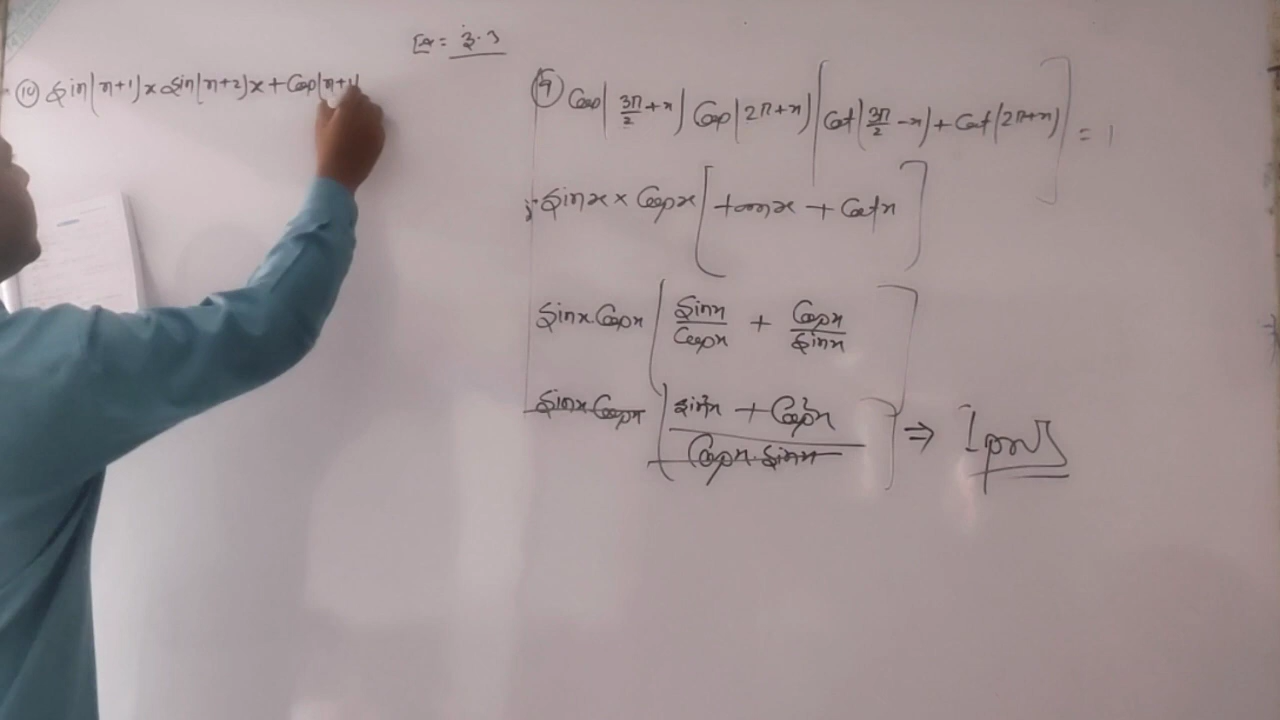 Ex = 3.3
(10) Sin(n+1)x Sin(n+2)x + Cos(n+1
(9) Cos(3π/2 + x) Cos(2π+x) [Cot(3π/2 - x) + Cot(2π+x)] = 1
Sinx × Cosx [tanx + Cotx]
Sinx.Cosx [Sinx/Cosx + Cosx/Sinx]
Sinx Cosx [Sin²x + Cos²x / Cosx.Sinx] ⇒ 1